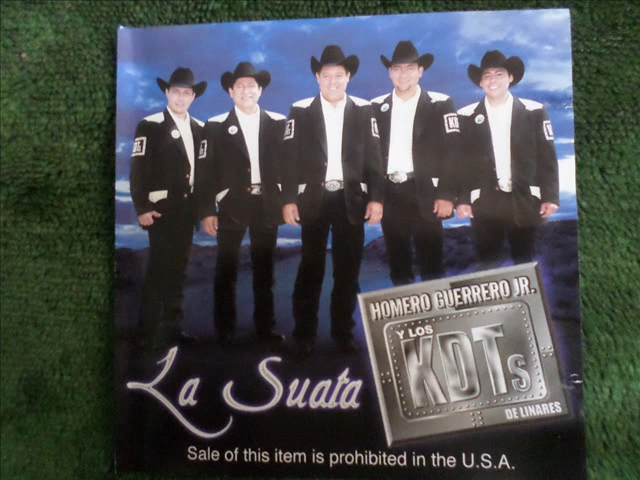 HOMERO GUERRERO JR.
Y LOS
KDTs
DE LINARES
La Suata
Sale of this item is prohibited in the U.S.A.